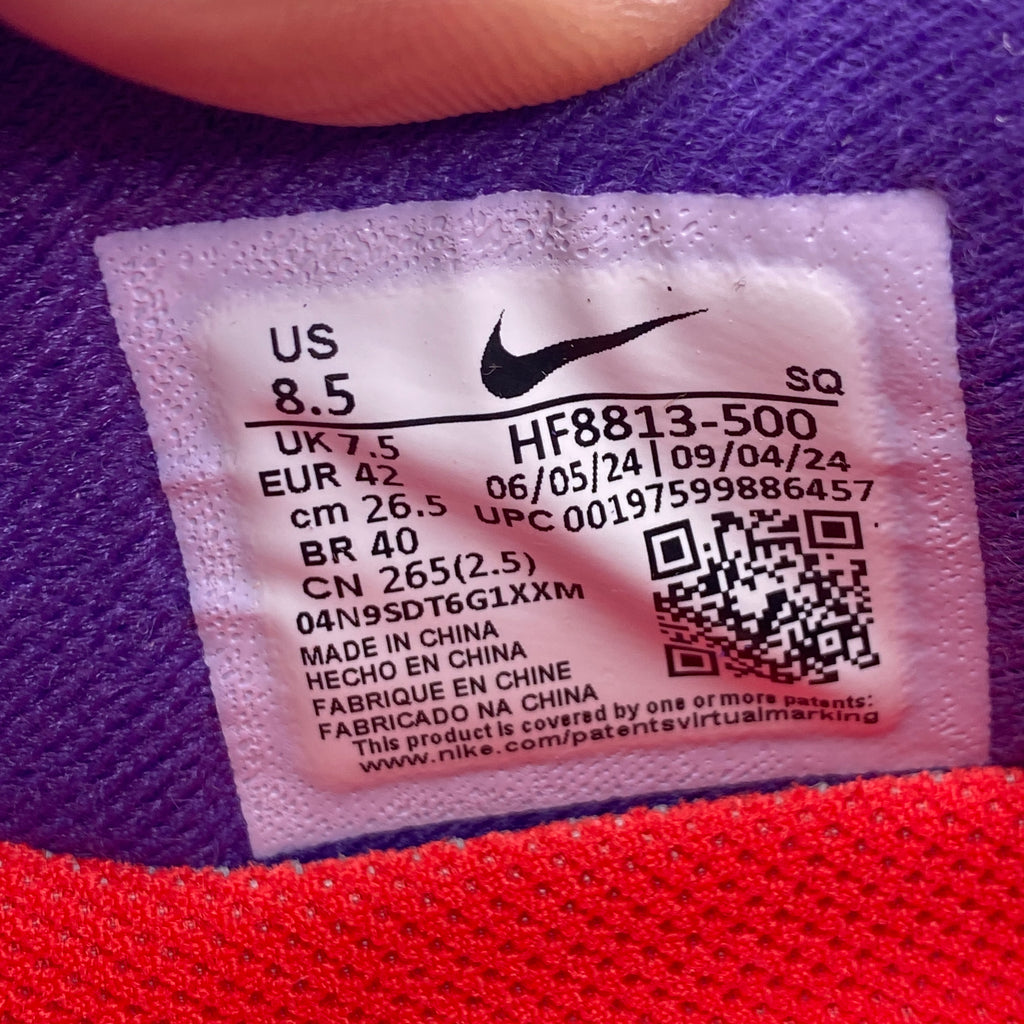 US
8.5
SQ
UK 7.5
HF8813-500
EUR 42
06/05/24 | 09/04/24
cm 26.5
UPC 00197599886457
BR 40
CN 265(2.5)
04N9SDT6G1XXM
MADE IN CHINA
HECHO EN CHINA
FABRIQUE EN CHINE
FABRICADO NA CHINA
This product is covered by one or more patents:
www.nike.com/patentsvirtualmarking